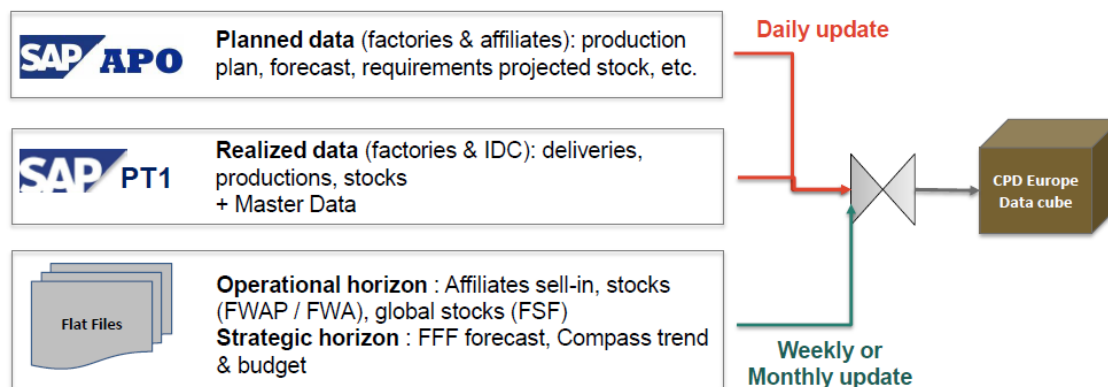 SAP APO
Planned data (factories & affiliates): production
plan, forecast, requirements projected stock, etc.
Daily update
SAP PT1
Realized data (factories & IDC): deliveries,
productions, stocks
+ Master Data
CPD Europe
Data cube
Flat Files
Operational horizon : Affiliates sell-in, stocks
(FWAP / FWA), global stocks (FSF)
Strategic horizon : FFF forecast, Compass trend
& budget
Weekly or
Monthly update